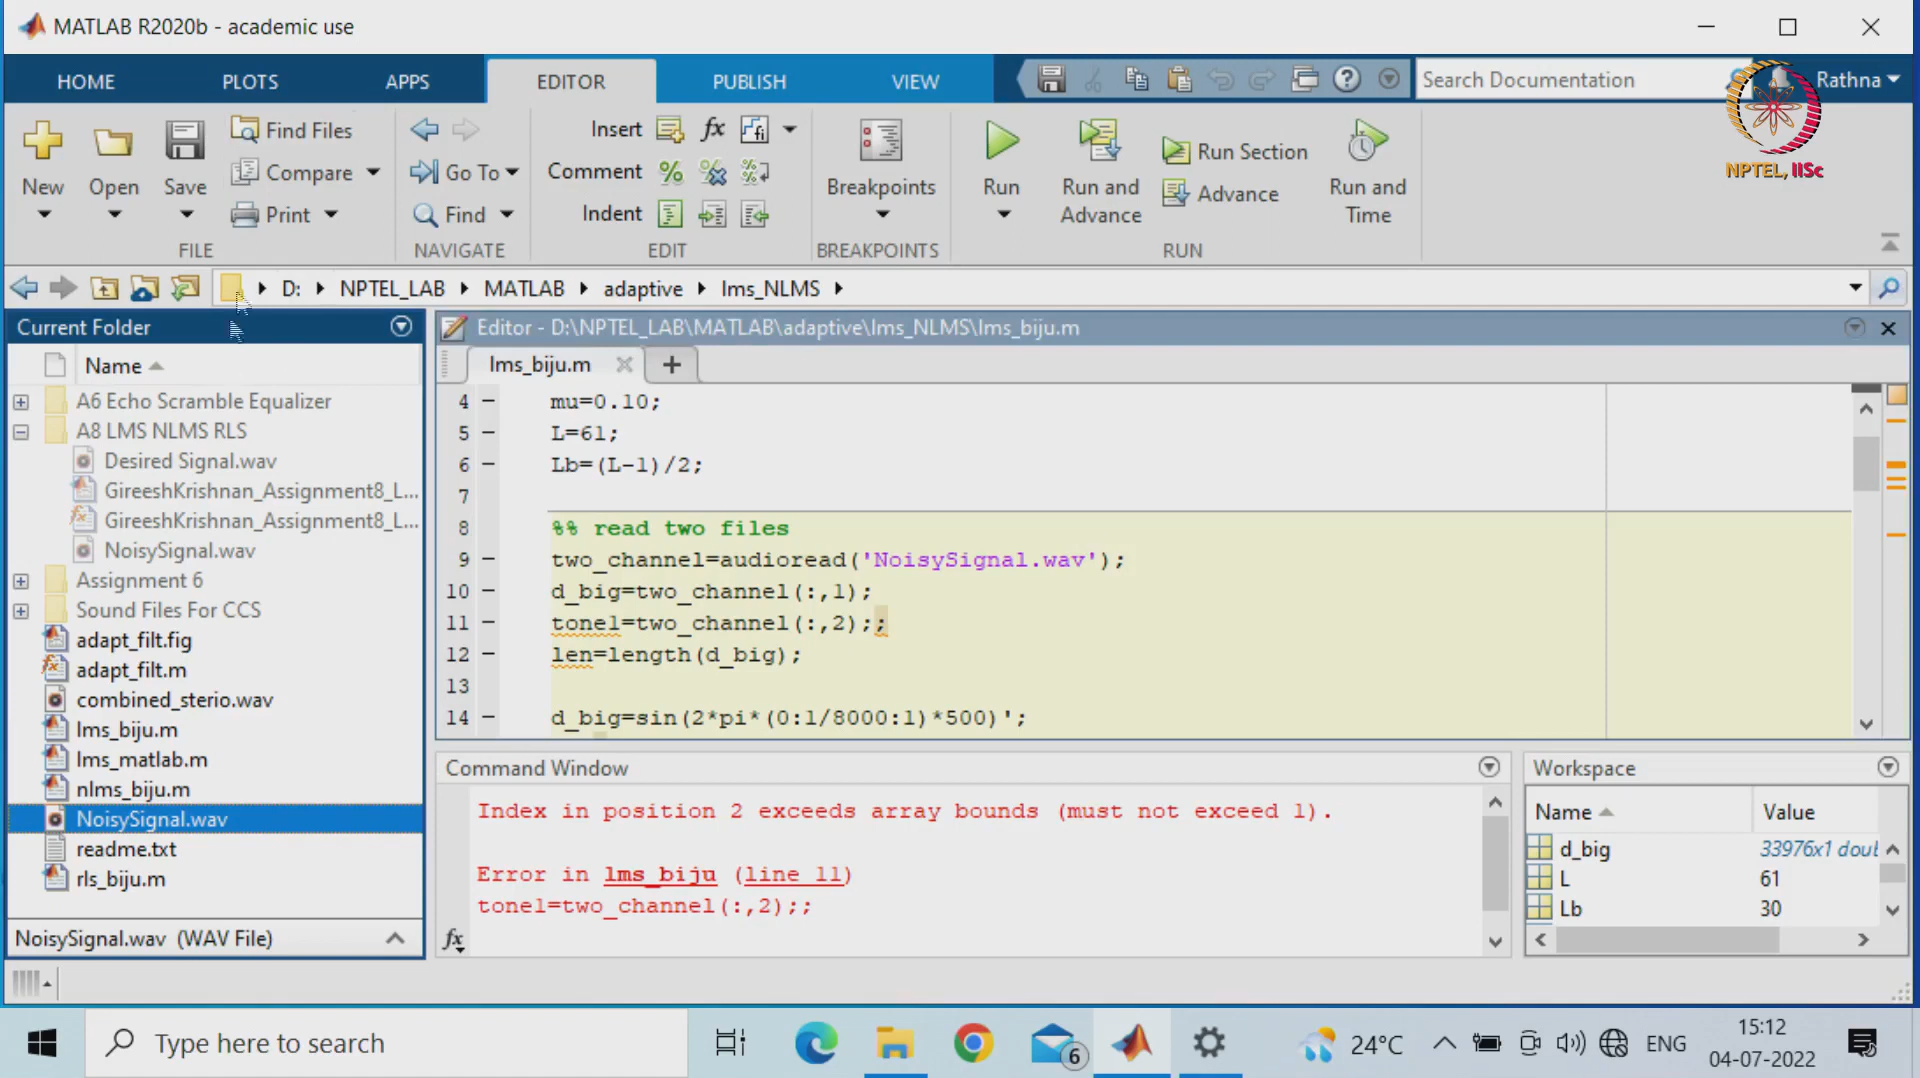 MATLAB R2020b - academic use
HOME PLOTS APPS EDITOR PUBLISH VIEW Search Documentation Rathna
NPTEL, IISc
New Open Save Find Files Compare Print
FILE
Go To Find
NAVIGATE
Insert fx
Comment
Indent
EDIT
Breakpoints
BREAKPOINTS
Run
Run and Advance
Run Section
Advance
Run and Time
RUN
D: NPTEL_LAB MATLAB adaptive lms_NLMS
Current Folder
Name
A6 Echo Scramble Equalizer
A8 LMS NLMS RLS
Desired Signal.wav
GireeshKrishnan_Assignment8_L...
GireeshKrishnan_Assignment8_L...
NoisySignal.wav
Assignment 6
Sound Files For CCS
adapt_filt.fig
adapt_filt.m
combined_sterio.wav
lms_biju.m
lms_matlab.m
nlms_biju.m
NoisySignal.wav
readme.txt
rls_biju.m
NoisySignal.wav (WAV File)
Editor - D:\NPTEL_LAB\MATLAB\adaptive\lms_NLMS\lms_biju.m
lms_biju.m
4 - mu=0.10;
5 - L=61;
6 - Lb=(L-1)/2;
7
8 %% read two files
9 - two_channel=audioread('NoisySignal.wav');
10 - d_big=two_channel(:,1);
11 - tone1=two_channel(:,2);;
12 - len=length(d_big);
13
14 - d_big=sin(2*pi*(0:1/8000:1)*500)';
Command Window
Index in position 2 exceeds array bounds (must not exceed 1).
Error in lms_biju (line 11)
tone1=two_channel(:,2);;
fx
Workspace
Name Value
d_big 33976x1 doul
L 61
Lb 30
Type here to search
6
24°C
ENG
15:12
04-07-2022